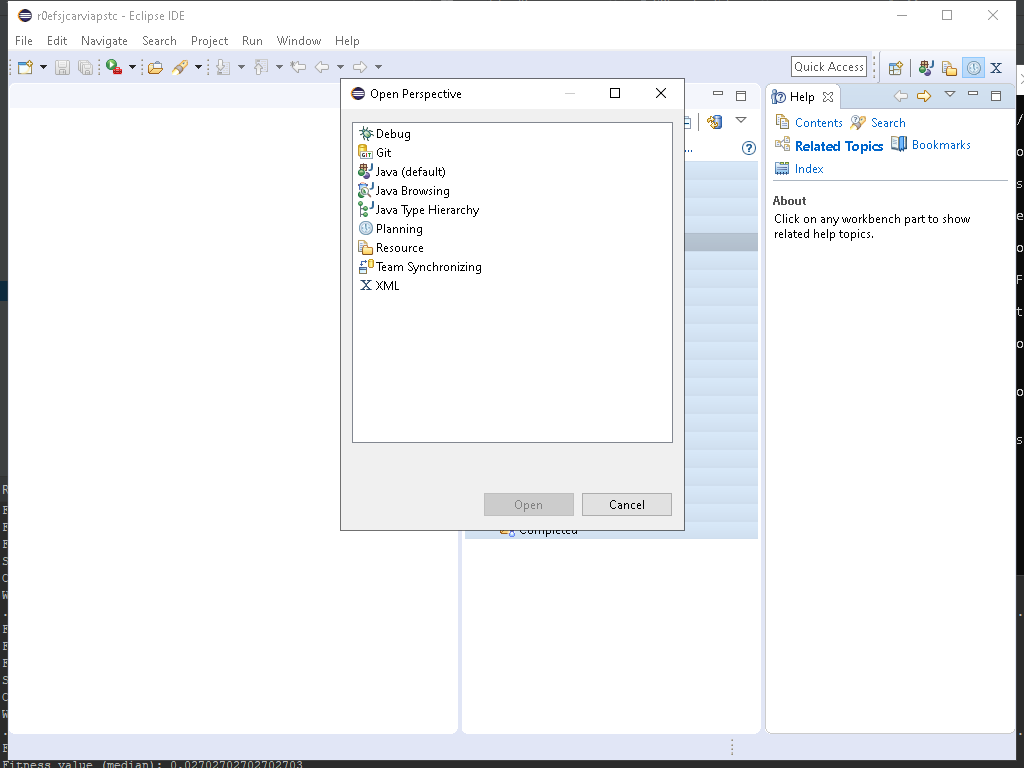 r0efsjcarviapstc - Eclipse IDE
File Edit Navigate Search Project Run Window Help
Quick Access
X
Open Perspective
Debug
Git
Java (default)
Java Browsing
Java Type Hierarchy
Planning
Resource
Team Synchronizing
X XML
Open Cancel
...
Completed
Help
Contents Search
Related Topics Bookmarks
Index
About
Click on any workbench part to show
related help topics.
Fitness value (median): 0.02702702702702703